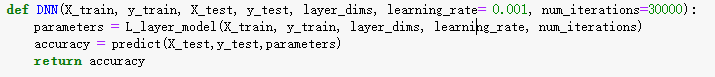 def DNN(X_train, y_train, X_test, y_test, layer_dims, learning_rate= 0.001, num_iterations=30000):
    parameters = L_layer_model(X_train, y_train, layer_dims, learning_rate, num_iterations)
    accuracy = predict(X_test,y_test,parameters)
    return accuracy